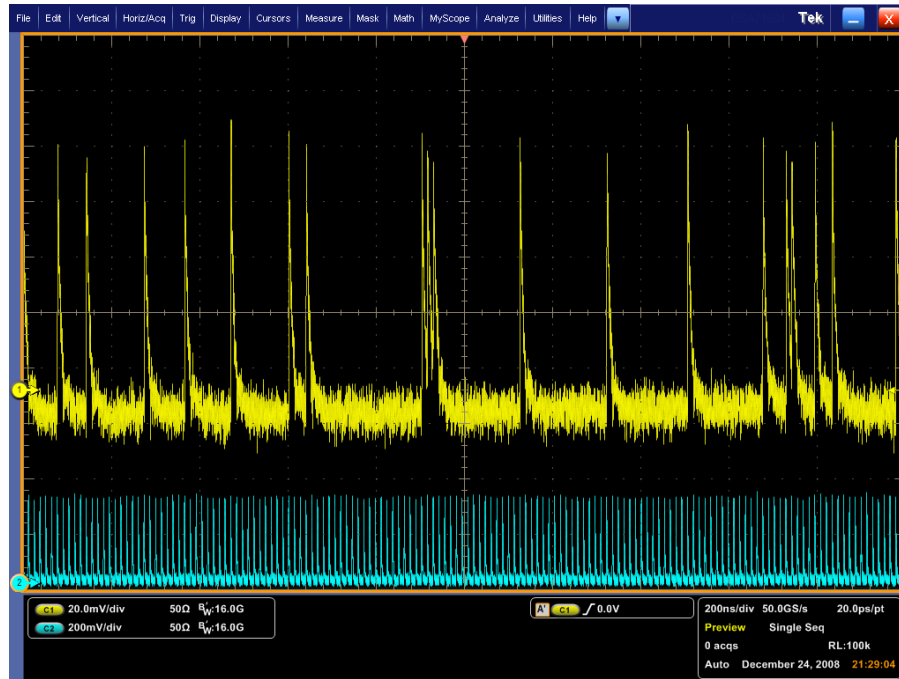 File Edit Vertical Horiz/Acq Trig Display Cursors Measure Mask Math MyScope Analyze Utilities Help Tek X
1
2
C1 20.0mV/div 50Ω BW:16.0G
C2 200mV/div 50Ω BW:16.0G
A' C1 0.0V
200ns/div 50.0GS/s 20.0ps/pt
Preview Single Seq
0 acqs RL:100k
Auto December 24, 2008 21:29:04